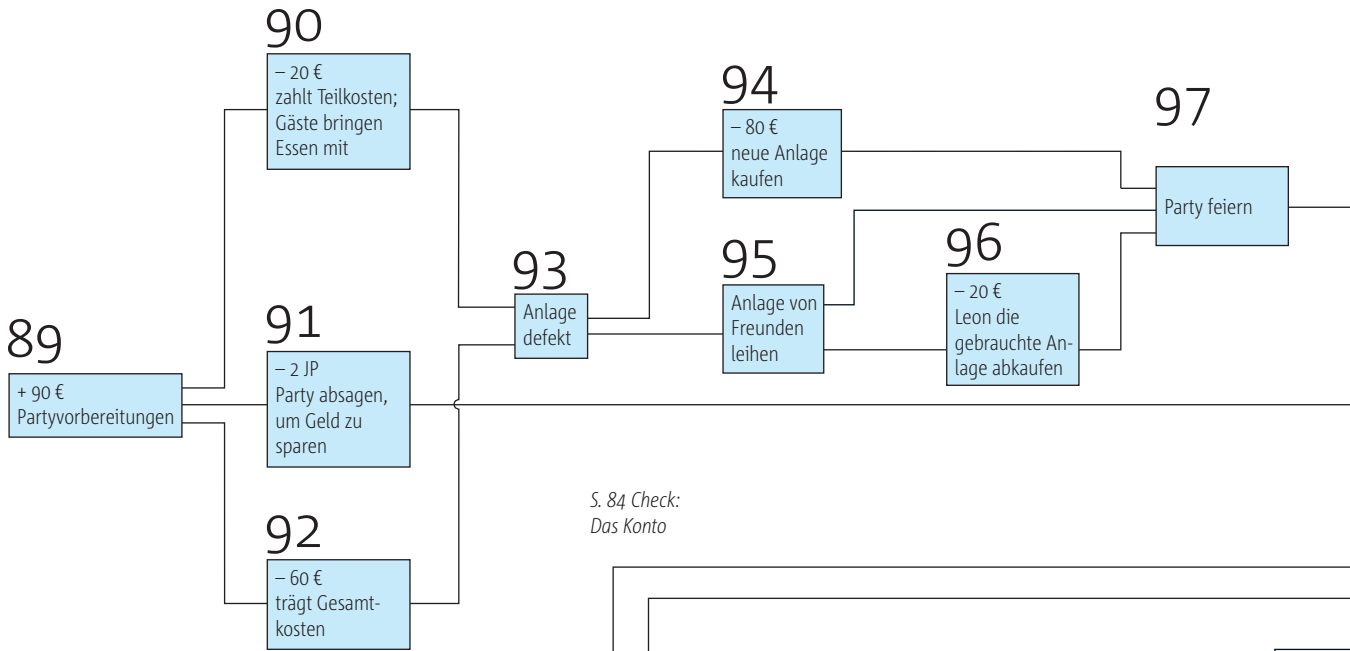 89
+ 90 €
Partyvorbereitungen
90
– 20 €
zahlt Teilkosten;
Gäste bringen
Essen mit
91
– 2 JP
Party absagen,
um Geld zu
sparen
92
– 60 €
trägt Gesamt-
kosten
93
Anlage
defekt
94
– 80 €
neue Anlage
kaufen
95
Anlage von
Freunden
leihen
96
– 20 €
Leon die
gebrauchte An-
lage abkaufen
97
Party feiern
S. 84 Check:
Das Konto